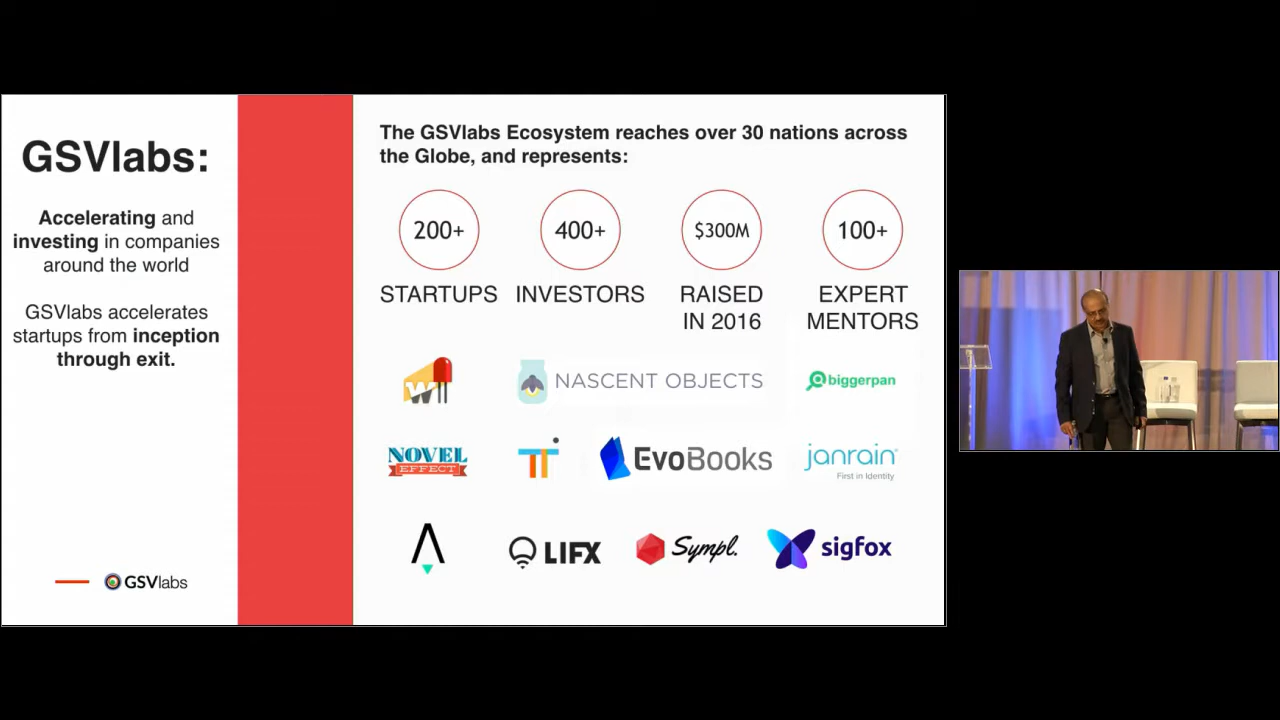 GSVlabs:
Accelerating and
investing in companies
around the world
GSVlabs accelerates
startups from inception
through exit.
GSVlabs
The GSVlabs Ecosystem reaches over 30 nations across
the Globe, and represents:
200+
400+
$300M
100+
STARTUPS
INVESTORS
RAISED
IN 2016
EXPERT
MENTORS
W
NASCENT OBJECTS
biggerpan
NOVEL
EFFECT
EvoBooks
janrain
First in Identity
LIFX
Sympl.
sigfox